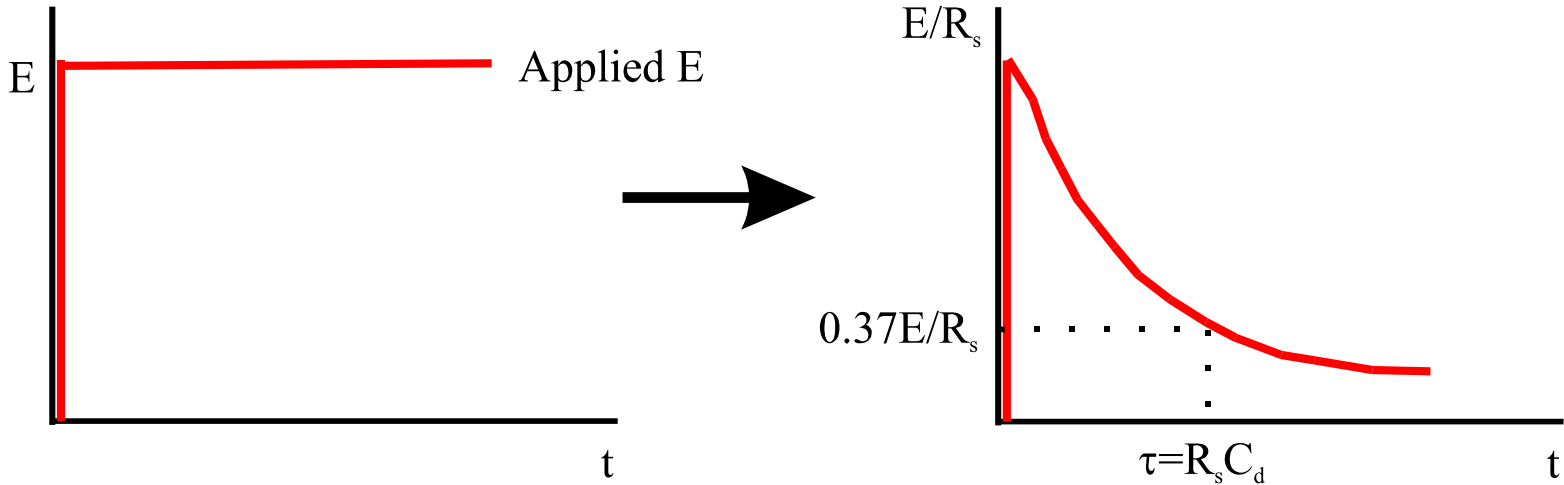 E
Applied E
t
E/Rs
0.37E/Rs
τ=RsCd
t